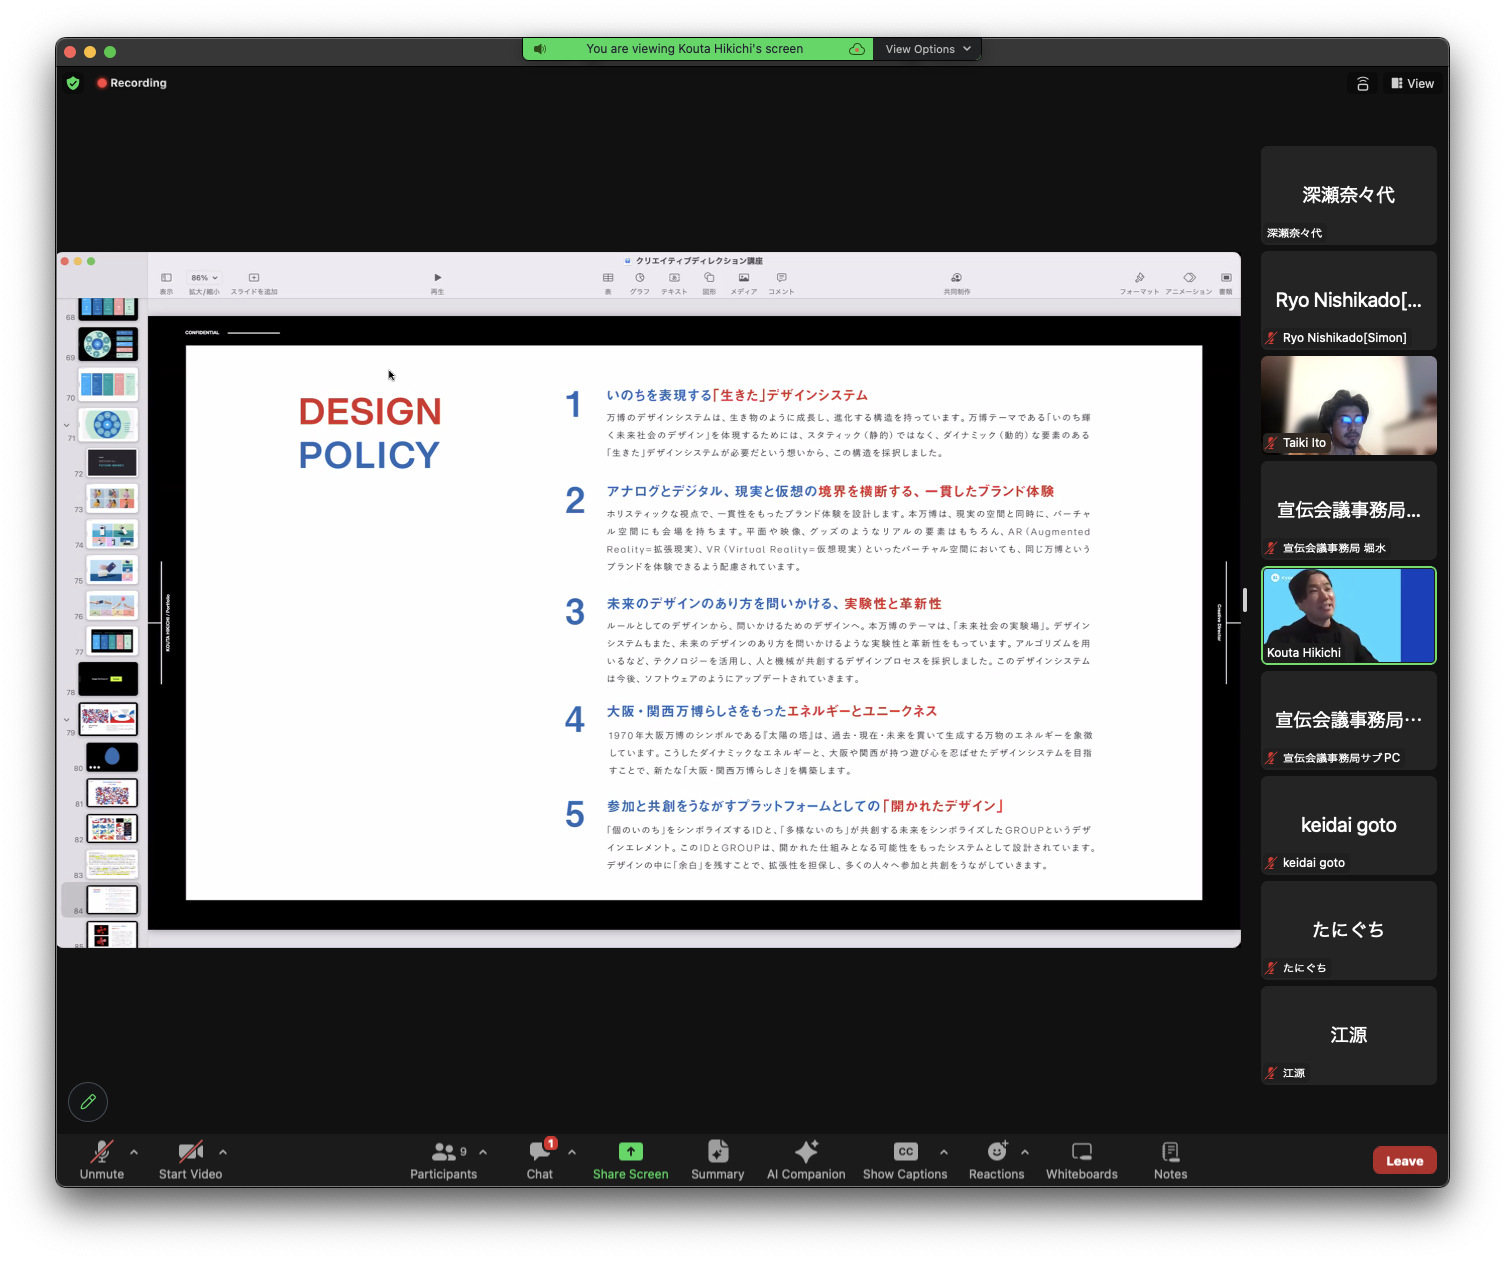 You are viewing Kouta Hikichi's screen
View Options
Recording
View
クリエイティブディレクション講座
86%
表示
拡大/縮小
スライドを追加
再生
表
グラフ
テキスト
図形
メディア
コメント
共同制作
フォーマット
アニメーション
書類
68
69
70
71
72
73
74
75
76
77
78
79
80
81
82
83
84
85
CONFIDENTIAL
KOUTA HIKICHI / Portfolio
Creative Director
DESIGN
POLICY
1
いのちを表現する「生きた」デザインシステム
万博のデザインシステムは、生き物のように成長し、進化する構造を持っています。万博テーマである「いのち輝
く未来社会のデザイン」を体現するためには、スタティック（静的）ではなく、ダイナミック（動的）な要素のある
「生きた」デザインシステムが必要だという想いから、この構造を採択しました。
2
アナログとデジタル、現実と仮想の境界を横断する、一貫したブランド体験
ホリスティックな視点で、一貫性をもったブランド体験を設計します。本万博は、現実の空間と同時に、バーチャ
ル空間にも会場を持ちます。平面や映像、グッズのようなリアルの要素はもちろん、AR（Augmented
Reality=拡張現実）、VR（Virtual Reality=仮想現実）といったバーチャル空間においても、同じ万博という
ブランドを体験できるよう配慮されています。
3
未来のデザインのあり方を問いかける、実験性と革新性
ルールとしてのデザインから、問いかけるためのデザインへ。本万博のテーマは、「未来社会の実験場」。デザイン
システムもまた、未来のデザインのあり方を問いかけるような実験性と革新性をもっています。アルゴリズムを用
いるなど、テクノロジーを活用し、人と機械が共創するデザインプロセスを採択しました。このデザインシステム
は今後、ソフトウェアのようにアップデートされていきます。
4
大阪・関西万博らしさをもったエネルギーとユニークネス
1970年大阪万博のシンボルである『太陽の塔』は、過去・現在・未来を貫いて生成する万物のエネルギーを象徴
しています。こうしたダイナミックなエネルギーと、大阪や関西が持つ遊び心を忍ばせたデザインシステムを目指
すことで、新たな「大阪・関西万博らしさ」を構築します。
5
参加と共創をうながすプラットフォームとしての「開かれたデザイン」
「個のいのち」をシンボライズするIDと、「多様ないのち」が共創する未来をシンボライズしたGROUPというデザ
インエレメント。このIDとGROUPは、開かれた仕組みとなる可能性をもったシステムとして設計されています。
デザインの中に「余白」を残すことで、拡張性を担保し、多くの人々へ参加と共創をうながしていきます。
深瀬奈々代
深瀬奈々代
Ryo Nishikado[...
Ryo Nishikado[Simon]
Taiki Ito
宣伝会議事務局...
宣伝会議事務局 堀水
Kouta Hikichi
宣伝会議事務局…
宣伝会議事務局サブPC
keidai goto
keidai goto
たにぐち
たにぐち
江源
江源
Unmute
Start Video
9
Participants
1
Chat
Share Screen
Summary
AI Companion
CC
Show Captions
Reactions
Whiteboards
Notes
Leave